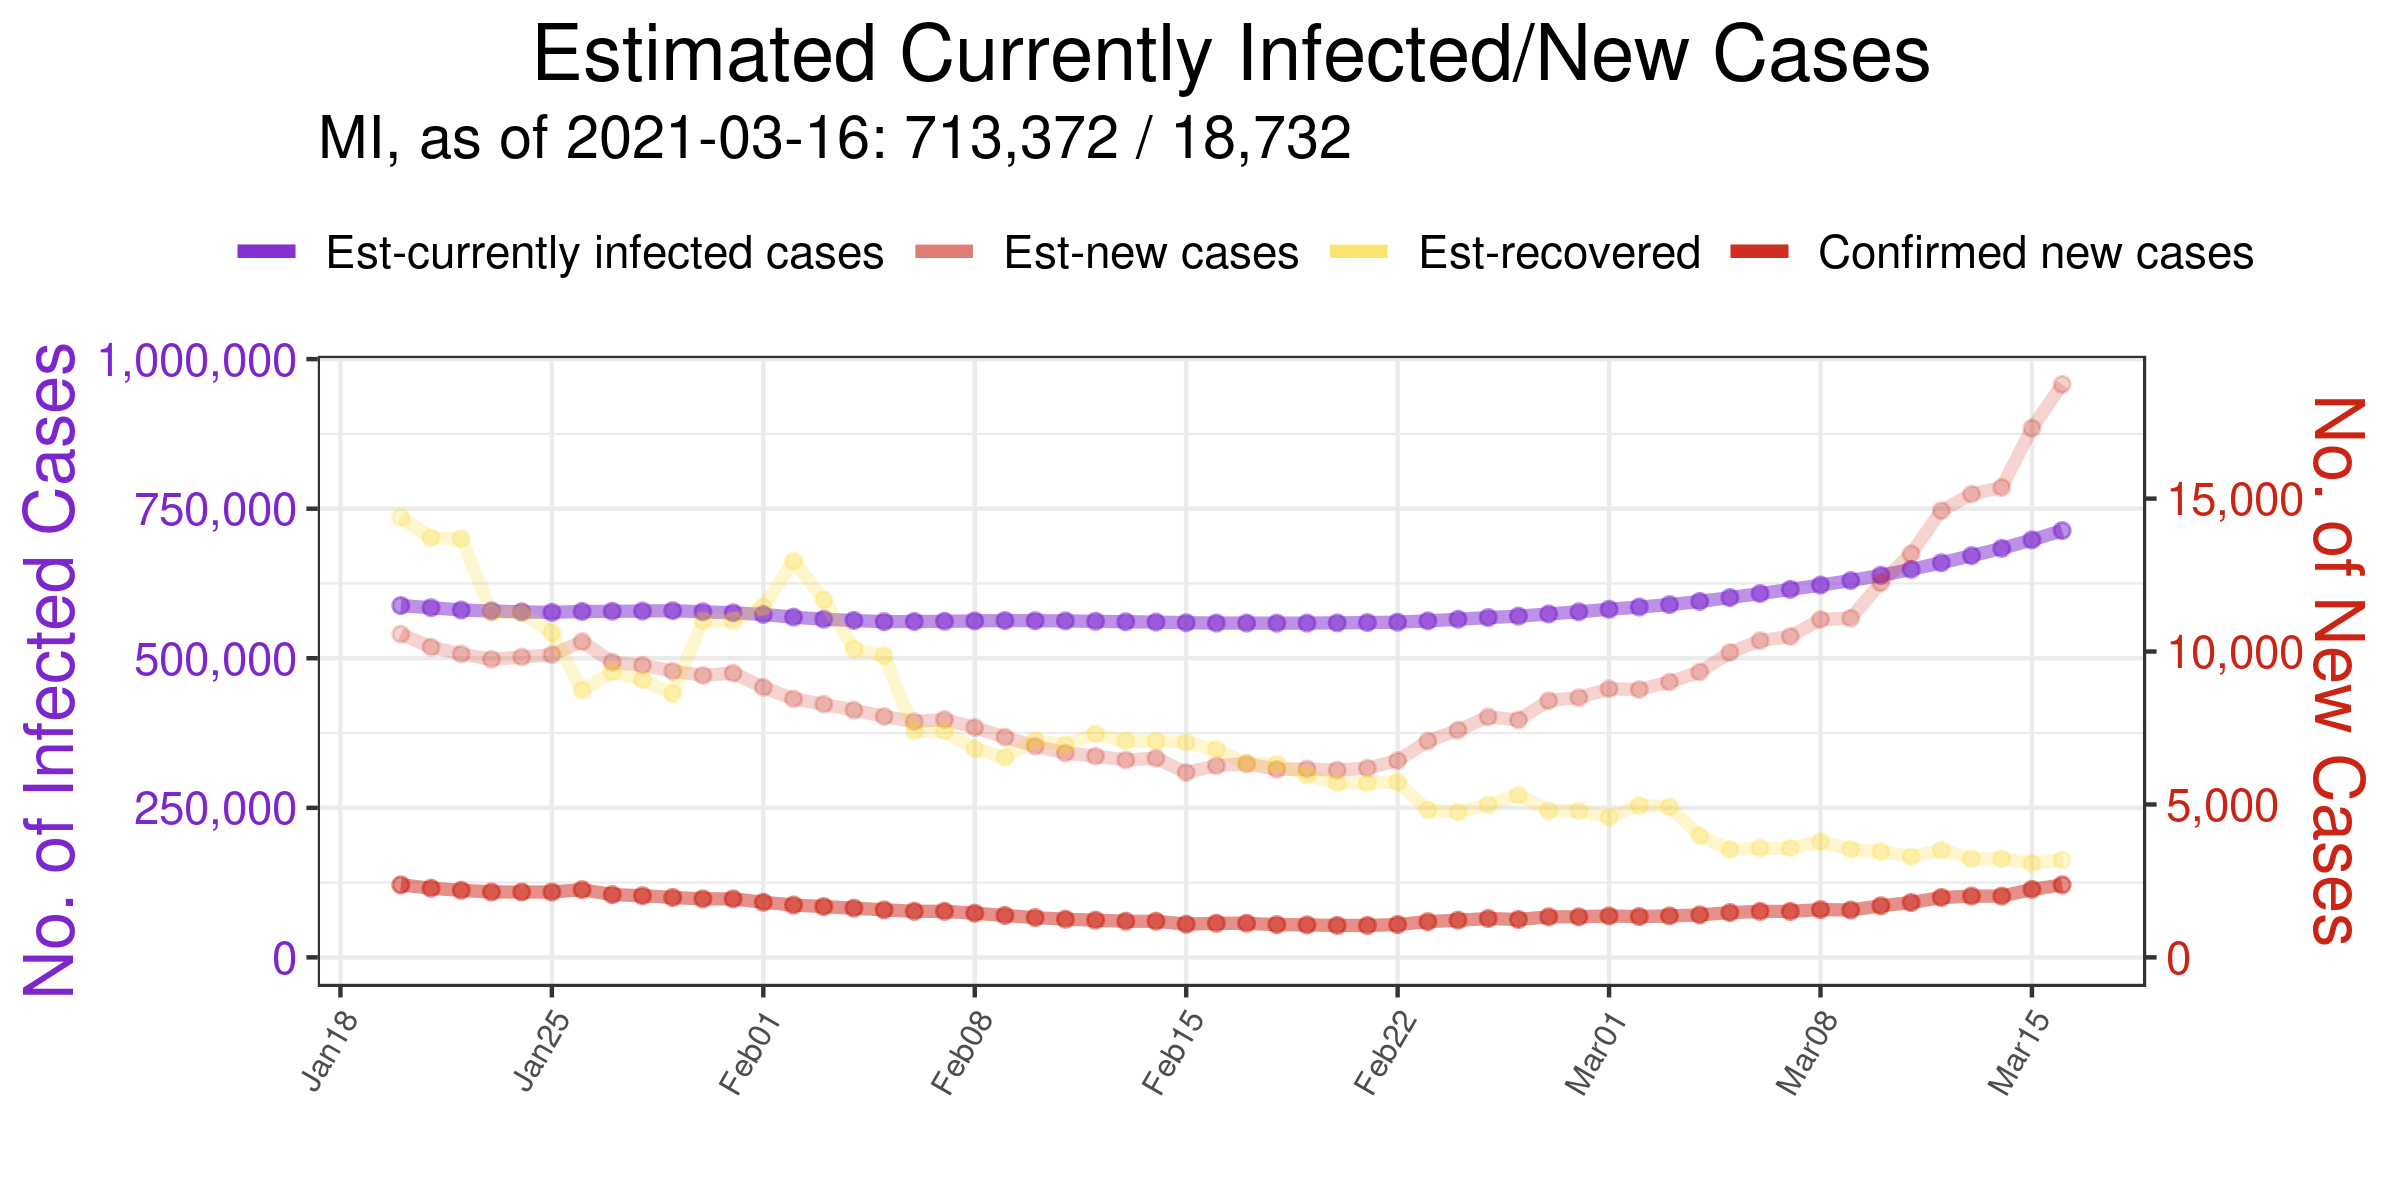 Estimated Currently Infected/New Cases
MI, as of 2021-03-16: 713,372 / 18,732
Est-currently infected cases Est-new cases Est-recovered Confirmed new cases
No. of Infected Cases
1,000,000
750,000
500,000
250,000
0
15,000
10,000
5,000
0
No. of New Cases
Jan18 Jan25 Feb01 Feb08 Feb15 Feb22 Mar01 Mar08 Mar15